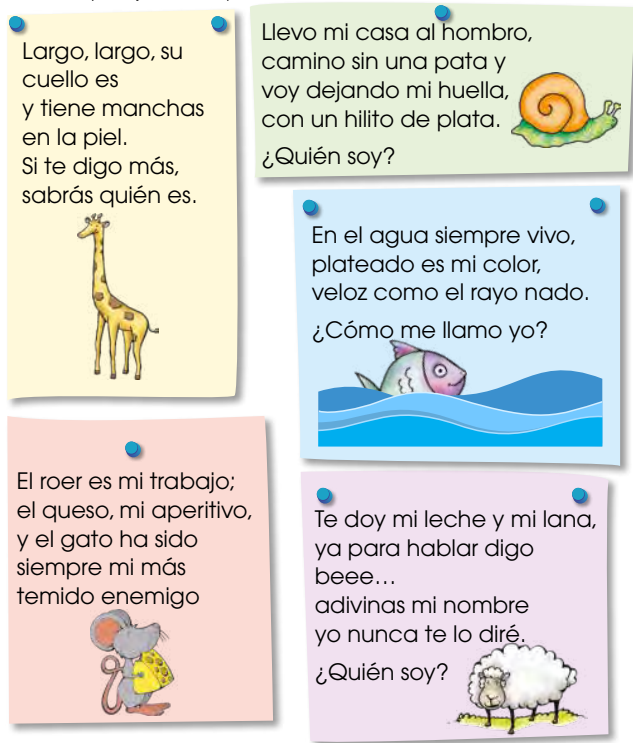 Largo, largo, su
cuello es
y tiene manchas
en la piel.
Si te digo más,
sabrás quién es.
Llevo mi casa al hombro,
camino sin una pata y
voy dejando mi huella,
con un hilito de plata.
¿Quién soy?
En el agua siempre vivo,
plateado es mi color,
veloz como el rayo nado.
¿Cómo me llamo yo?
El roer es mi trabajo;
el queso, mi aperitivo,
y el gato ha sido
siempre mi más
temido enemigo
Te doy mi leche y mi lana,
ya para hablar digo
beee...
adivinas mi nombre
yo nunca te lo diré.
¿Quién soy?